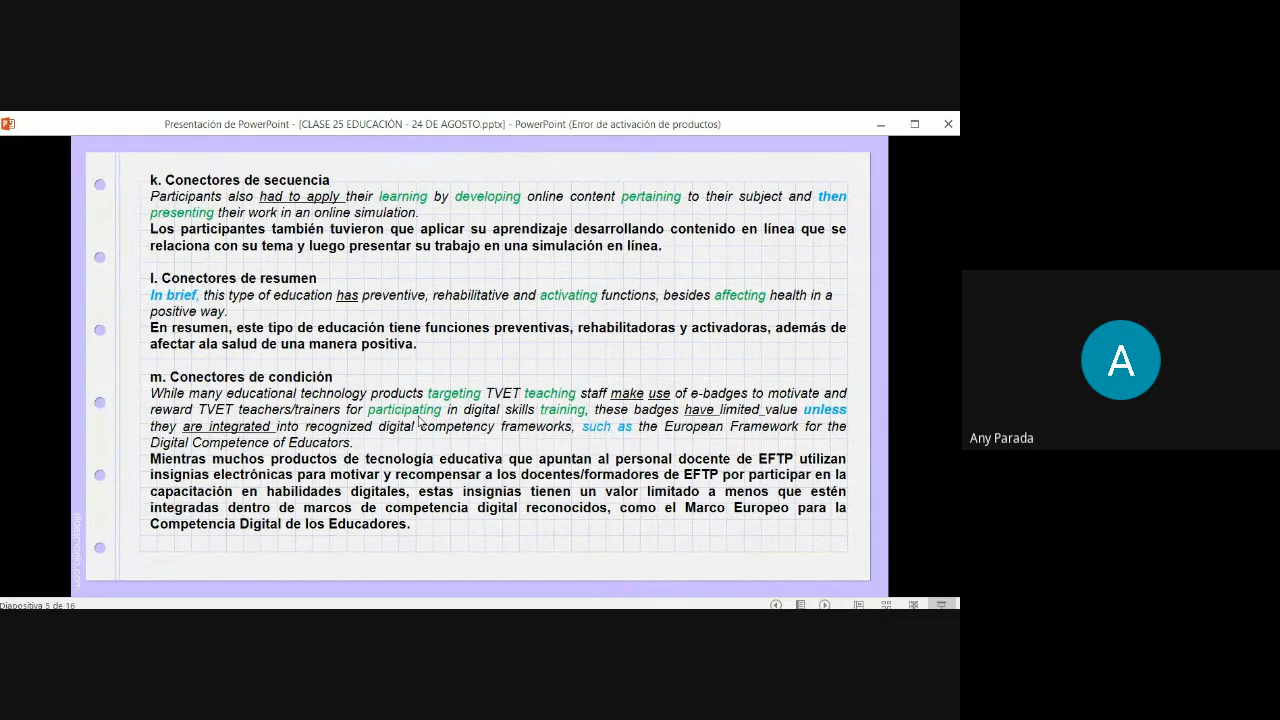 Presentación de PowerPoint - [CLASE 25 EDUCACIÓN - 24 DE AGOSTO.pptx] - PowerPoint (Error de activación de productos)
k. Conectores de secuencia
Participants also had to apply their learning by developing online content pertaining to their subject and then
presenting their work in an online simulation.
Los participantes también tuvieron que aplicar su aprendizaje desarrollando contenido en línea que se
relaciona con su tema y luego presentar su trabajo en una simulación en línea.
l. Conectores de resumen
In brief, this type of education has preventive, rehabilitative and activating functions, besides affecting health in a
positive way.
En resumen, este tipo de educación tiene funciones preventivas, rehabilitadoras y activadoras, además de
afectar ala salud de una manera positiva.
m. Conectores de condición
While many educational technology products targeting TVET teaching staff make use of e-badges to motivate and
reward TVET teachers/trainers for participating in digital skills training, these badges have limited value unless
they are integrated into recognized digital competency frameworks, such as the European Framework for the
Digital Competence of Educators.
Mientras muchos productos de tecnología educativa que apuntan al personal docente de EFTP utilizan
insignias electrónicas para motivar y recompensar a los docentes/formadores de EFTP por participar en la
capacitación en habilidades digitales, estas insignias tienen un valor limitado a menos que estén
integradas dentro de marcos de competencia digital reconocidos, como el Marco Europeo para la
Competencia Digital de los Educadores.
Diapositiva 5 de 16
A
Any Parada